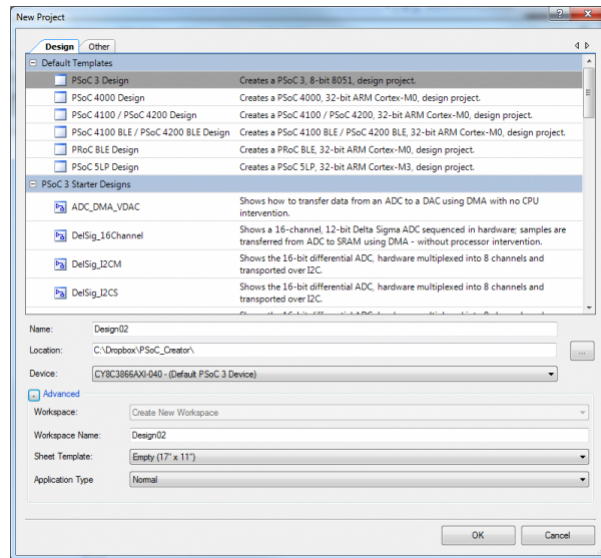 New Project
Design Other
Default Templates
PSoC 3 Design Creates a PSoC 3, 8-bit 8051, design project.
PSoC 4000 Design Creates a PSoC 4000, 32-bit ARM Cortex-M0, design project.
PSoC 4100 / PSoC 4200 Design Creates a PSoC 4100 / PSoC 4200, 32-bit ARM Cortex-M0, design project.
PSoC 4100 BLE / PSoC 4200 BLE Design Creates a PSoC 4100 BLE / PSoC 4200 BLE, 32-bit ARM Cortex-M0, design project.
PRoC BLE Design Creates a PRoC BLE, 32-bit ARM Cortex-M0, design project.
PSoC 5LP Design Creates a PSoC 5LP, 32-bit ARM Cortex-M3, design project.
PSoC 3 Starter Designs
ADC_DMA_VDAC Shows how to transfer data from an ADC to a DAC using DMA with no CPU
intervention.
DelSig_16Channel Shows a 16-channel, 12-bit Delta Sigma ADC sequenced in hardware; samples are
transferred from ADC to SRAM using DMA - without processor intervention.
DelSig_I2CM Shows the 16-bit differential ADC, hardware multiplexed into 8 channels and
transported over I2C.
DelSig_I2CS Shows the 16-bit differential ADC, hardware multiplexed into 8 channels and
transported over I2C.
Name: Design02
Location: C:\Dropbox\PSoC_Creator\ ...
Device: CY8C3866AXI-040 - (Default PSoC 3 Device)
Advanced
Workspace: Create New Workspace
Workspace Name: Design02
Sheet Template: Empty (17" x 11")
Application Type Normal
OK Cancel